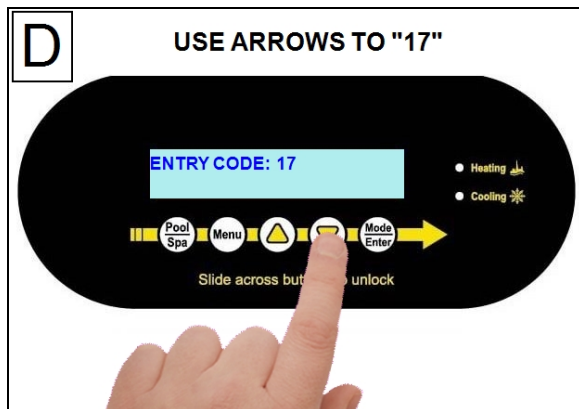 D
USE ARROWS TO "17"
ENTRY CODE: 17
Heating
Cooling
Pool
Spa
Menu
Mode
Enter
Slide across but o unlock